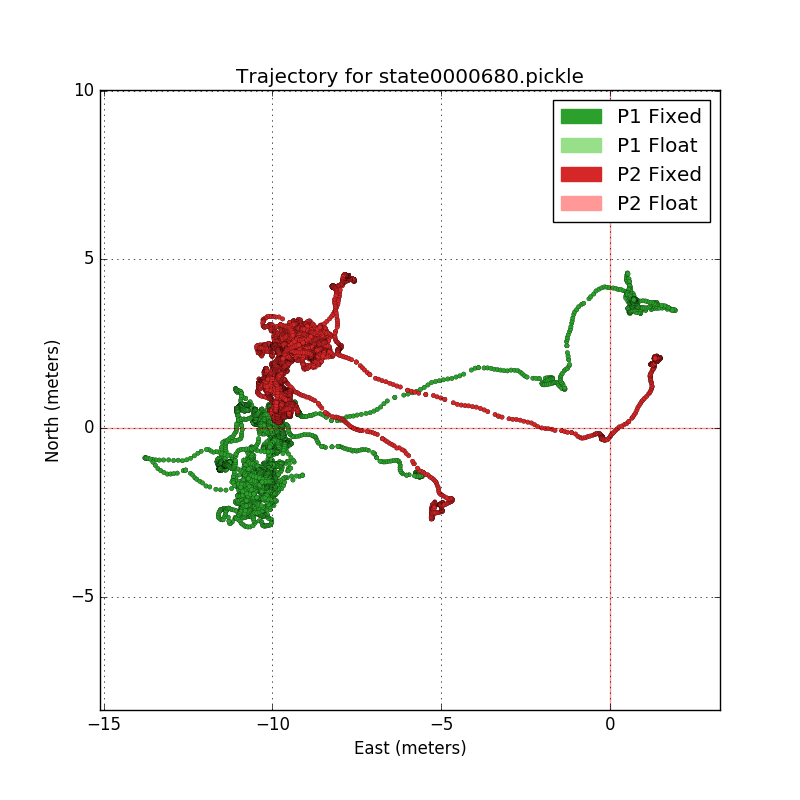 Trajectory for state0000680.pickle
P1 Fixed
P1 Float
P2 Fixed
P2 Float
10
5
0
−5
North (meters)
−15 −10 −5 0
East (meters)